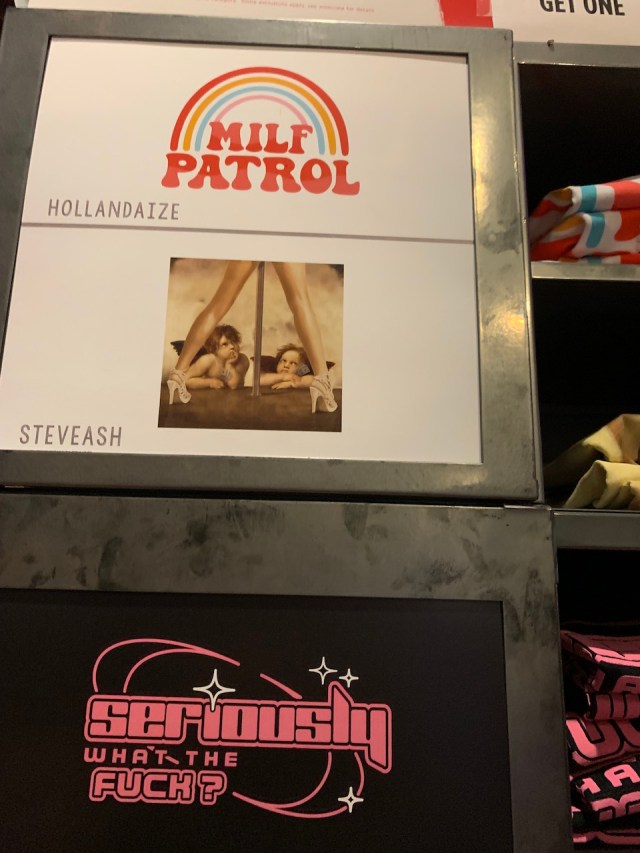 GET ONE
MILF
PATROL
HOLLANDAIZE
STEVEASH
seriously
WHAT THE
FUCK?